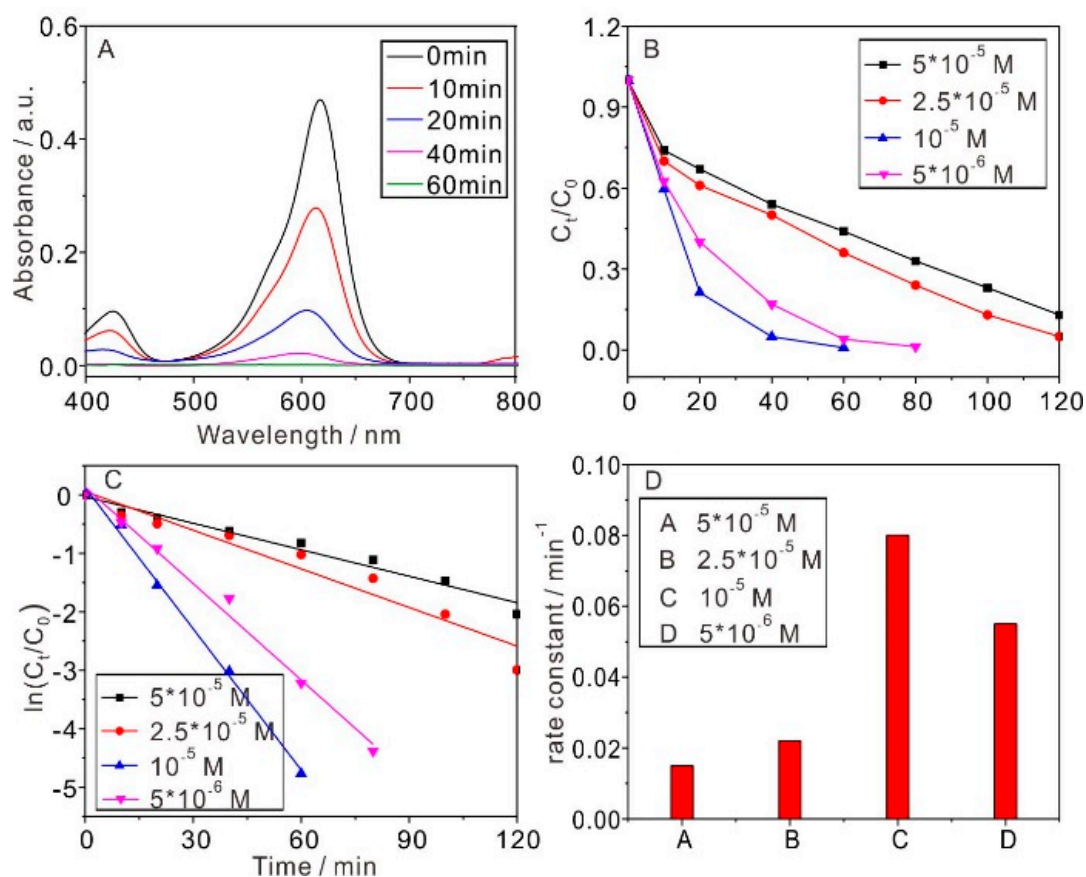 A
0min
10min
20min
40min
60min
0.6
0.4
0.2
0.0
Absorbance / a.u.
400 500 600 700 800
Wavelength / nm
B
5*10⁻⁵ M
2.5*10⁻⁵ M
10⁻⁵ M
5*10⁻⁶ M
1.2
0.9
0.6
0.3
0.0
Cₜ/C₀
0 20 40 60 80 100 120
C
0
-1
-2
-3
-4
-5
ln(Cₜ/C₀)
5*10⁻⁵ M
2.5*10⁻⁵ M
10⁻⁵ M
5*10⁻⁶ M
0 30 60 90 120
Time / min
D
A 5*10⁻⁵ M
B 2.5*10⁻⁵ M
C 10⁻⁵ M
D 5*10⁻⁶ M
0.10
0.08
0.06
0.04
0.02
0.00
rate constant / min⁻¹
A B C D